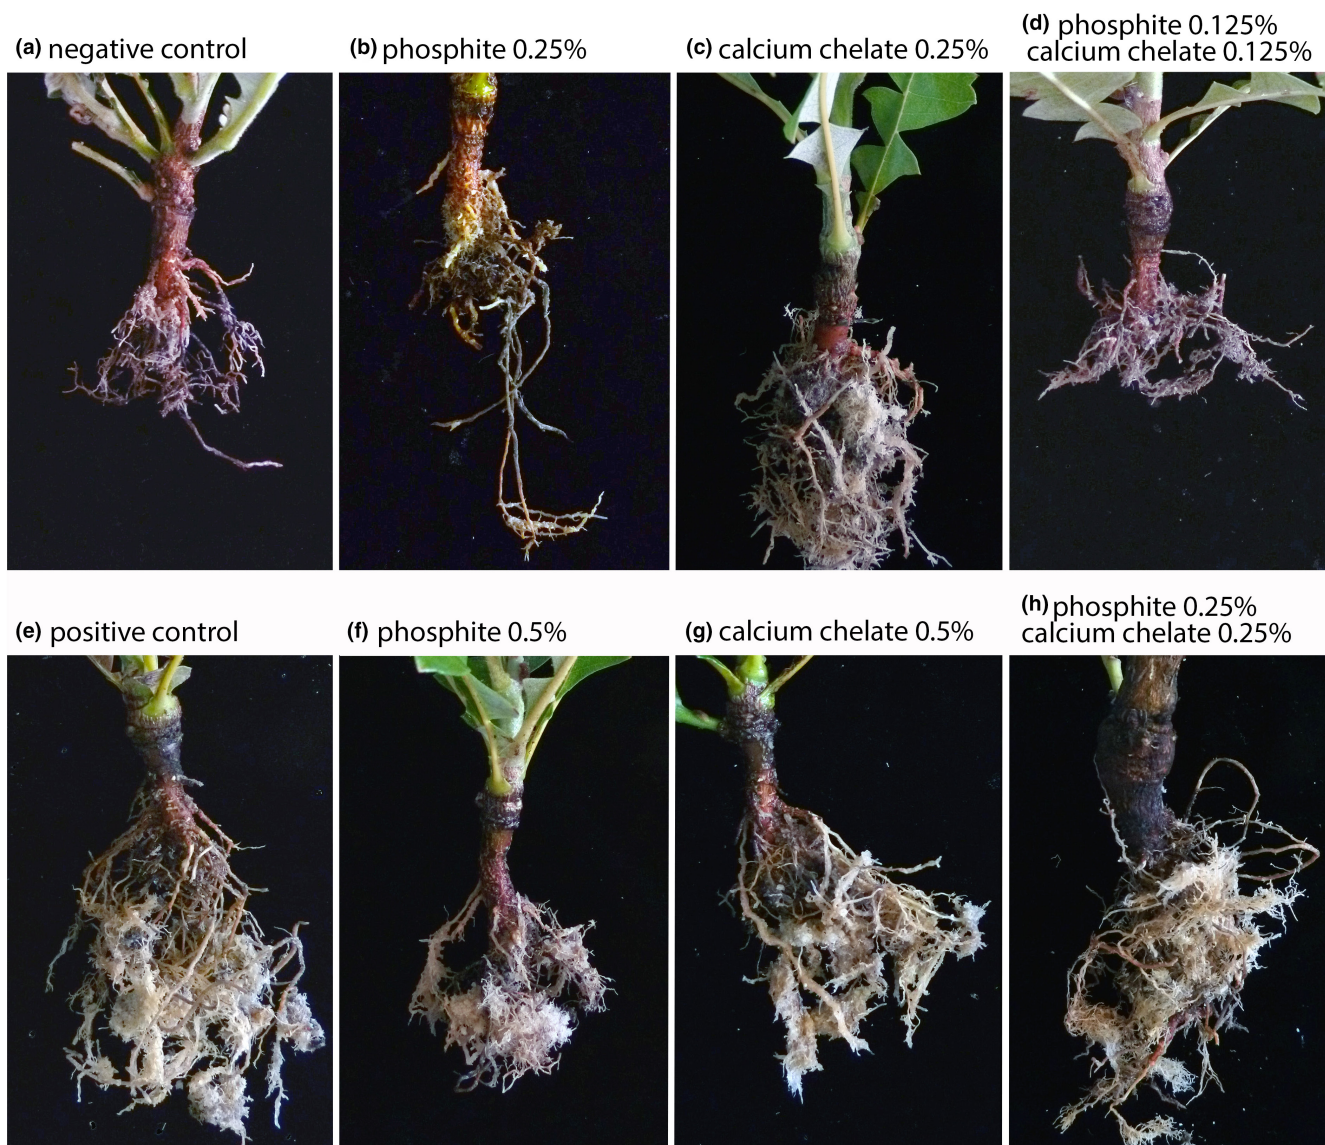 (a) negative control
(b) phosphite 0.25%
(c) calcium chelate 0.25%
(d) phosphite 0.125%
calcium chelate 0.125%
(e) positive control
(f) phosphite 0.5%
(g) calcium chelate 0.5%
(h) phosphite 0.25%
calcium chelate 0.25%